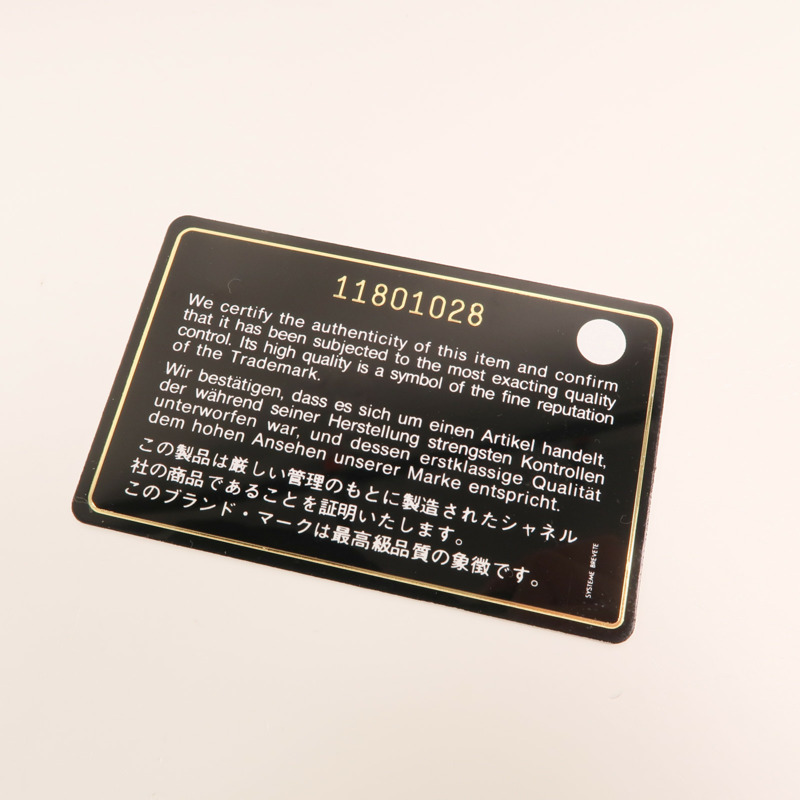 11801028
We certify the authenticity of this item and confirm
that it has been subjected to the most exacting quality
control. Its high quality is a symbol of the fine reputation
of the Trademark.
Wir bestätigen, dass es sich um einen Artikel handelt,
der während seiner Herstellung strengsten Kontrollen
unterworfen war, und dessen erstklassige Qualität
dem hohen Ansehen unserer Marke entspricht.
この製品は厳しい管理のもとに製造されたシャネル
社の商品であることを証明いたします。
このブランド・マークは最高級品質の象徴です。
SYSTEME BREVETE